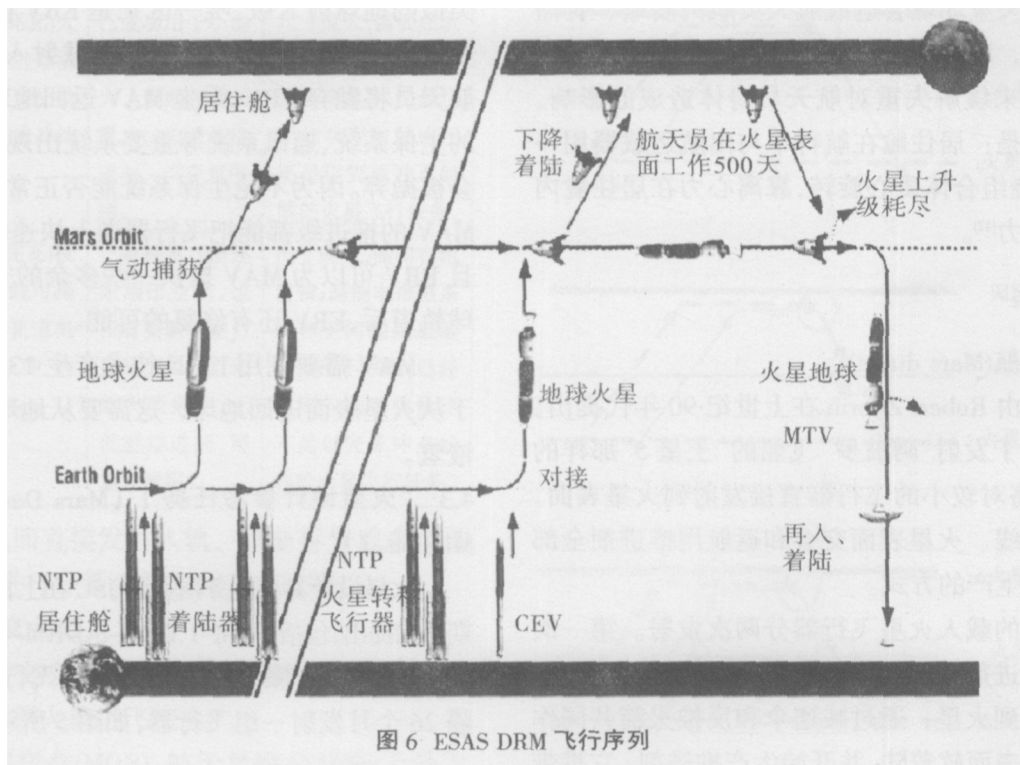 居住舱
下降
着陆
航天员在火星表
面工作500天
火星上升
级耗尽
Mars Orbit
气动捕获
地球火星
地球火星
火星地球
MTV
Earth Orbit
对接
再入
着陆
NTP
居住舱
NTP
着陆器
NTP
火星转移
飞行器
CEV
图 6 ESAS DRM 飞行序列